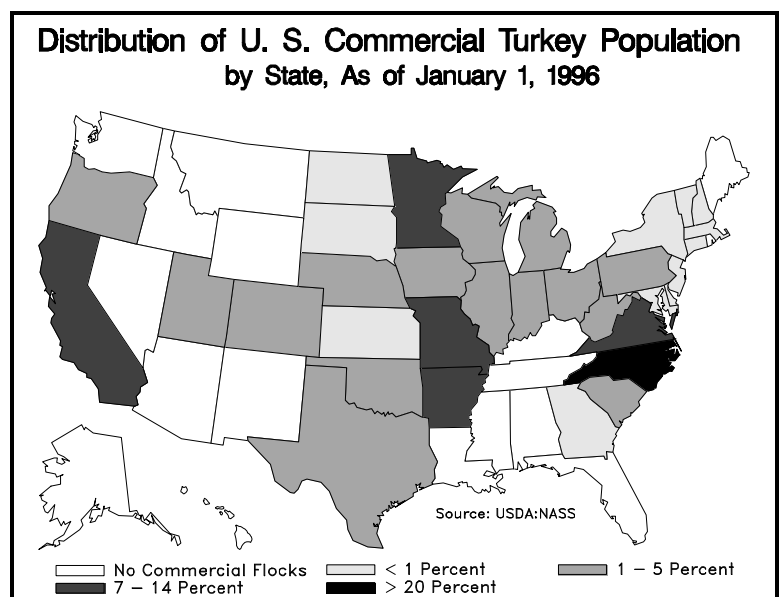 Distribution of U. S. Commercial Turkey Population
by State, As of January 1, 1996
Source: USDA:NASS
No Commercial Flocks
< 1 Percent
1 – 5 Percent
7 – 14 Percent
> 20 Percent